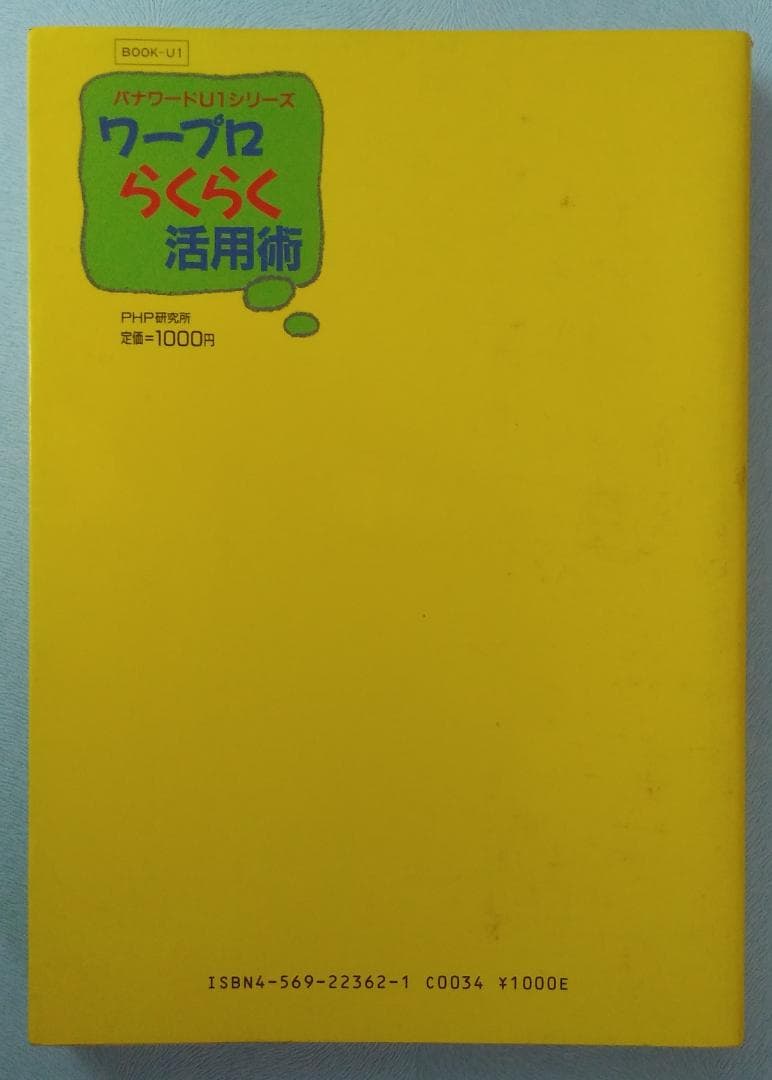 BOOK-U1
パナワードU1シリーズ
ワープロ
らくらく
活用術
PHP研究所
定価=1000円
ISBN4-569-22362-1 C0034 ¥1000E